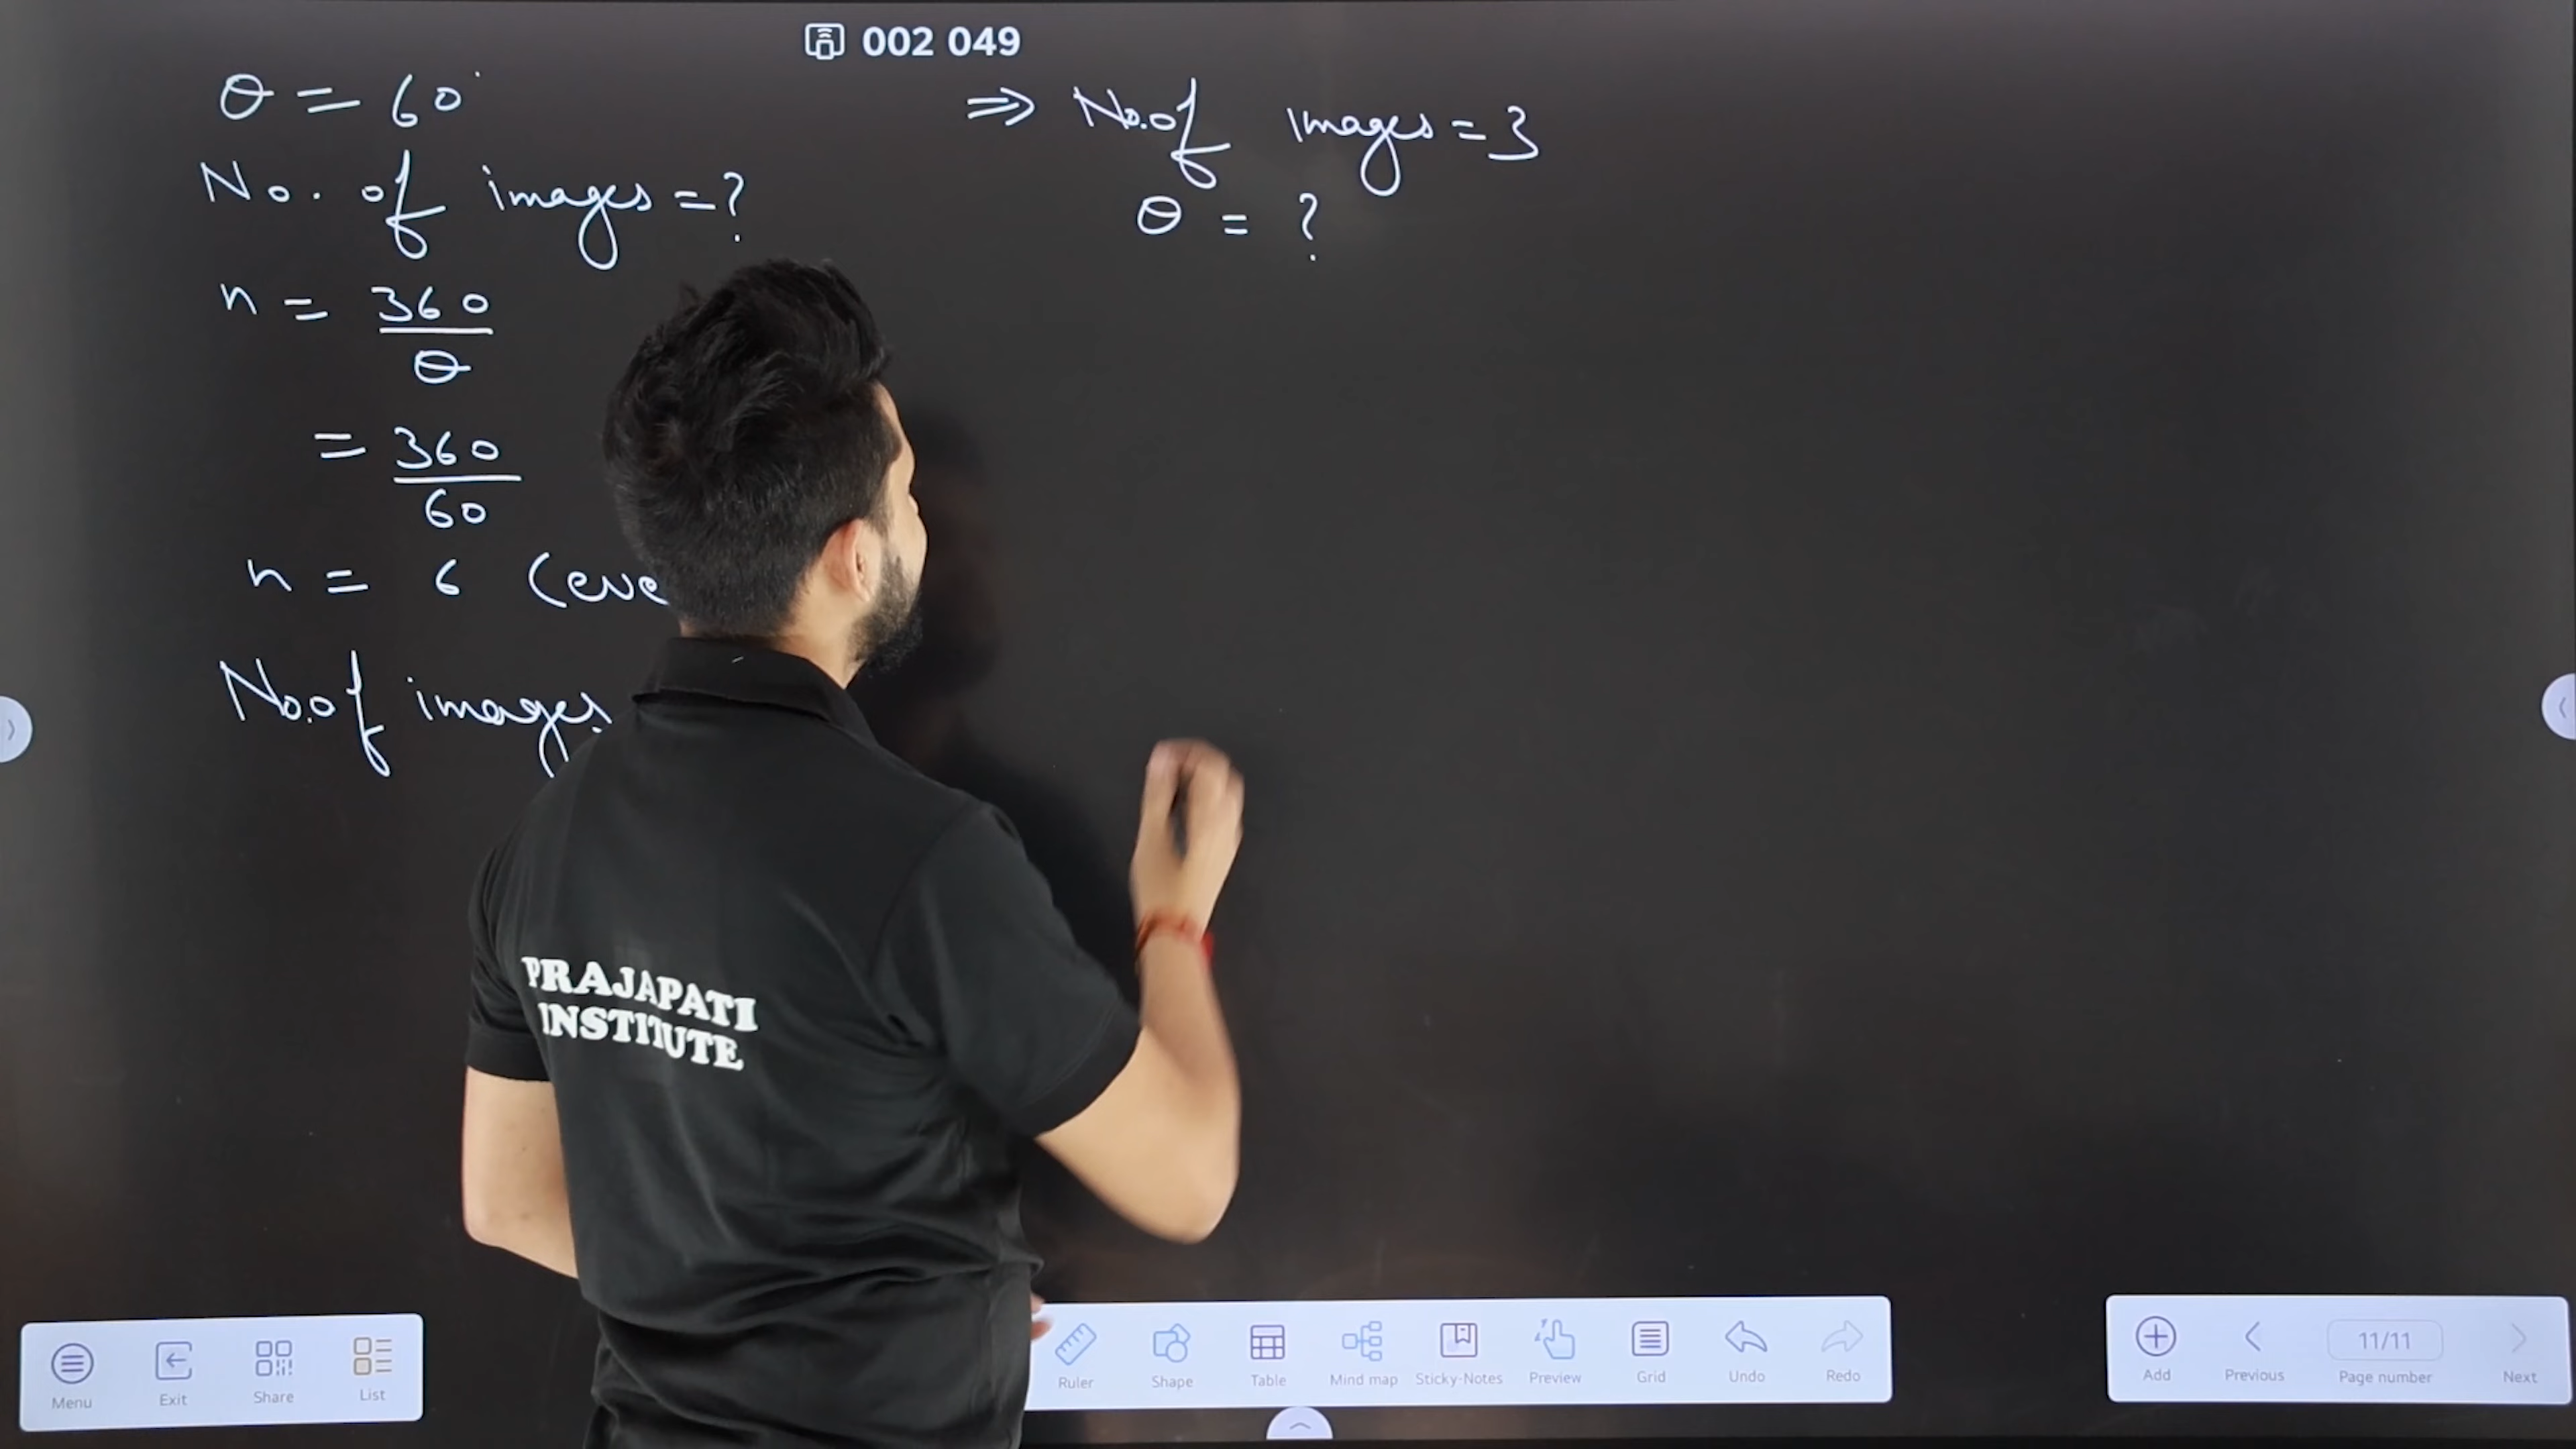 002 049
θ = 60°
No. of images = ?
n = 360
θ
= 360
60
n = 6 (eve
No. of images
⇒ No. of images = 3
θ = ?
PRAJAPATI
INSTITUTE
Menu
Exit
Share
List
Ruler
Shape
Table
Mind map
Sticky-Notes
Preview
Grid
Undo
Redo
Add
Previous
11/11
Page number
Next